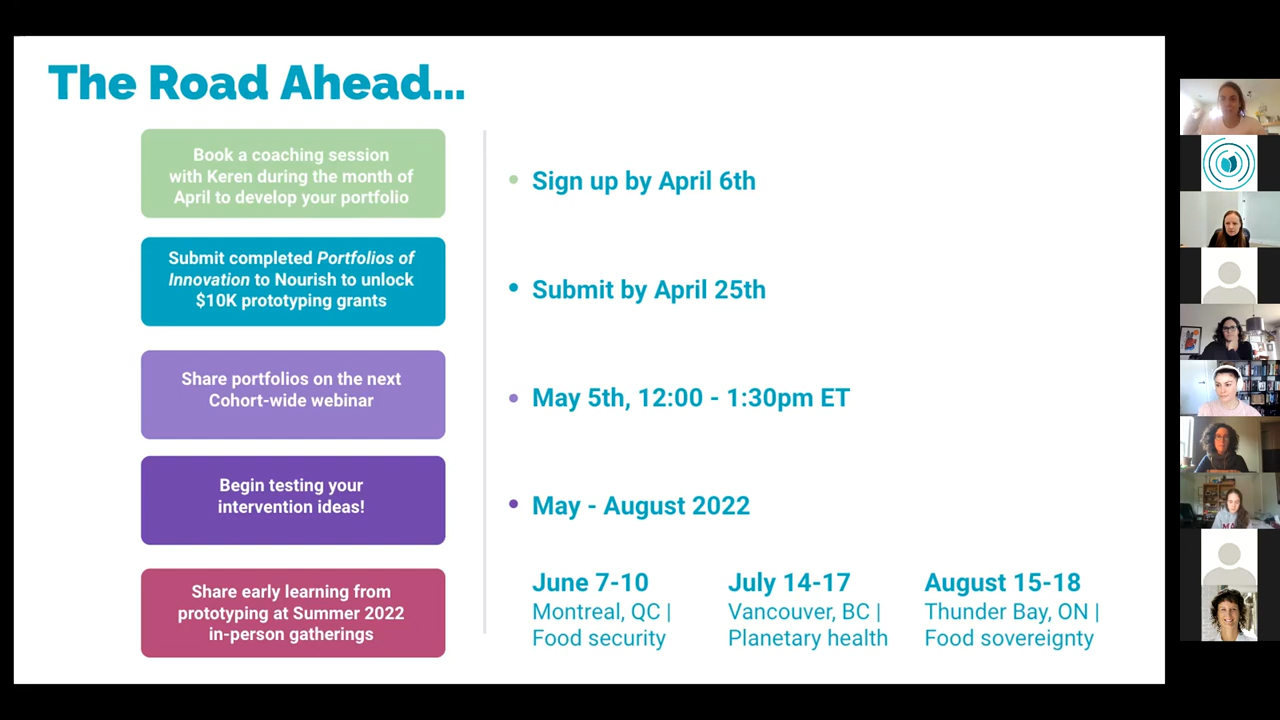 The Road Ahead...
Book a coaching session
with Keren during the month of
April to develop your portfolio
Sign up by April 6th
Submit completed Portfolios of
Innovation to Nourish to unlock
$10K prototyping grants
Submit by April 25th
Share portfolios on the next
Cohort-wide webinar
May 5th, 12:00 - 1:30pm ET
Begin testing your
intervention ideas!
May - August 2022
Share early learning from
prototyping at Summer 2022
in-person gatherings
June 7-10
Montreal, QC |
Food security
July 14-17
Vancouver, BC |
Planetary health
August 15-18
Thunder Bay, ON |
Food sovereignty